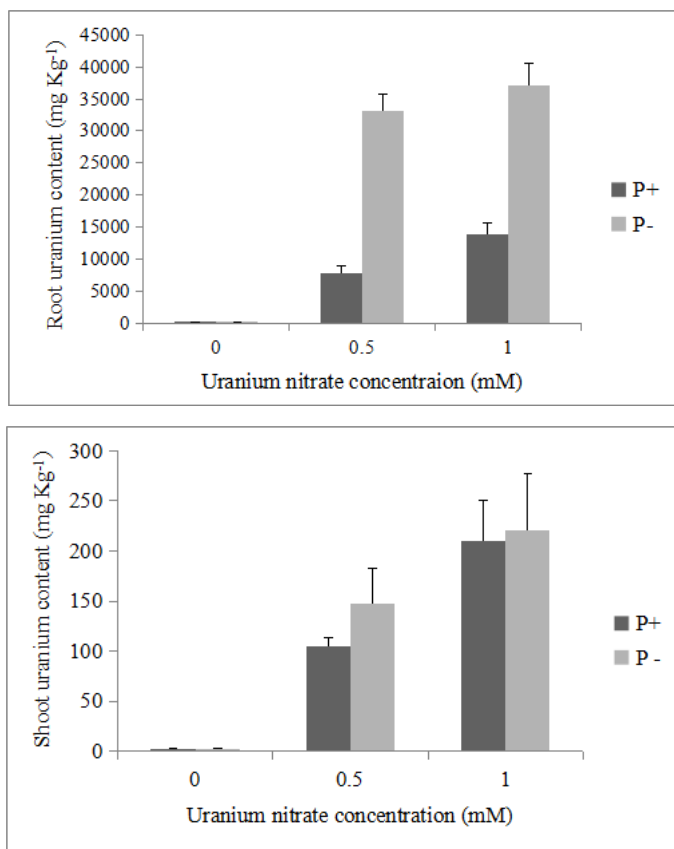 45000
40000
35000
30000
25000
20000
15000
10000
5000
0
Root uranium content (mg Kg-1)
0 0.5 1
Uranium nitrate concentraion (mM)
P+
P-
300
250
200
150
100
50
0
Shoot uranium content (mg Kg-1)
0 0.5 1
Uranium nitrate concentration (mM)
P+
P -